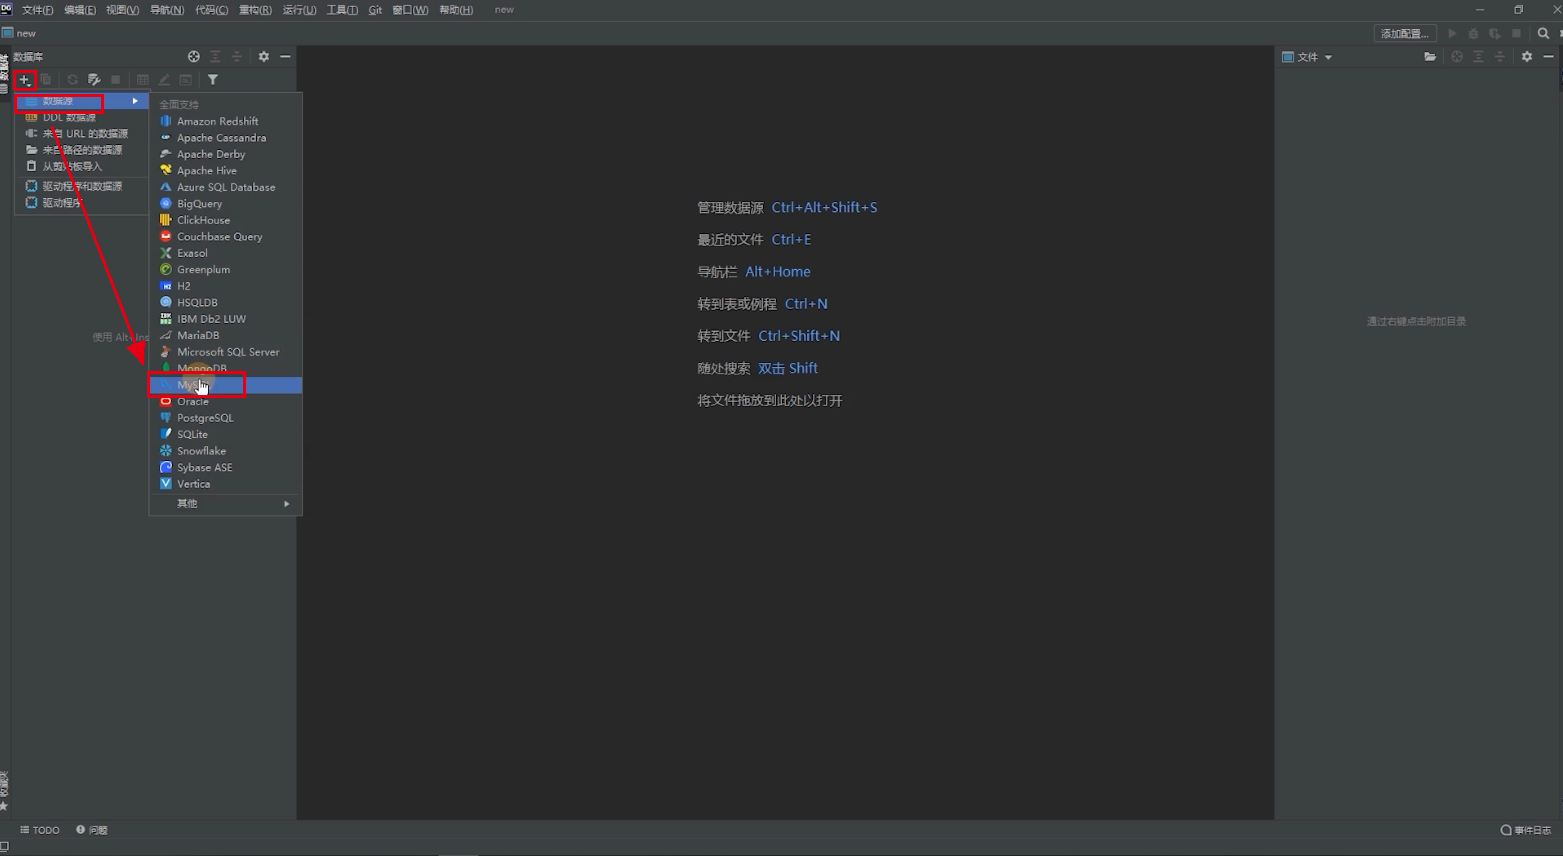 DG 文件(F) 编辑(E) 视图(V) 导航(N) 代码(C) 重构(R) 运行(U) 工具(T) Git 窗口(W) 帮助(H) new
new
添加配置...
数据库
文件
数据库
数据源
DDL 数据源
来自 URL 的数据源
来自路径的数据源
从剪贴板导入
驱动程序和数据源
驱动程序
使用 Alt+Ins
全面支持
Amazon Redshift
Apache Cassandra
Apache Derby
Apache Hive
Azure SQL Database
BigQuery
ClickHouse
Couchbase Query
Exasol
Greenplum
H2
HSQLDB
IBM Db2 LUW
MariaDB
Microsoft SQL Server
MongoDB
MyS
Oracle
PostgreSQL
SQLite
Snowflake
Sybase ASE
Vertica
其他
管理数据源 Ctrl+Alt+Shift+S
最近的文件 Ctrl+E
导航栏 Alt+Home
转到表或例程 Ctrl+N
转到文件 Ctrl+Shift+N
随处搜索 双击 Shift
将文件拖放到此处以打开
通过右键点击附加目录
收藏夹
TODO 问题
事件日志